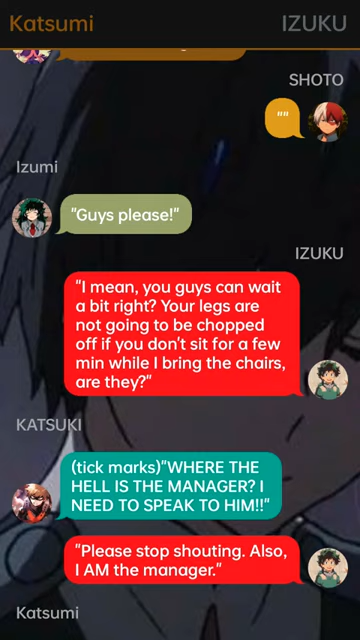 Katsumi IZUKU
SHOTO
""
Izumi
"Guys please!"
IZUKU
"I mean, you guys can wait
a bit right? Your legs are
not going to be chopped
off if you don't sit for a few
min while I bring the chairs,
are they?"
KATSUKI
(tick marks)"WHERE THE
HELL IS THE MANAGER? I
NEED TO SPEAK TO HIM!!"
"Please stop shouting. Also,
I AM the manager."
Katsumi